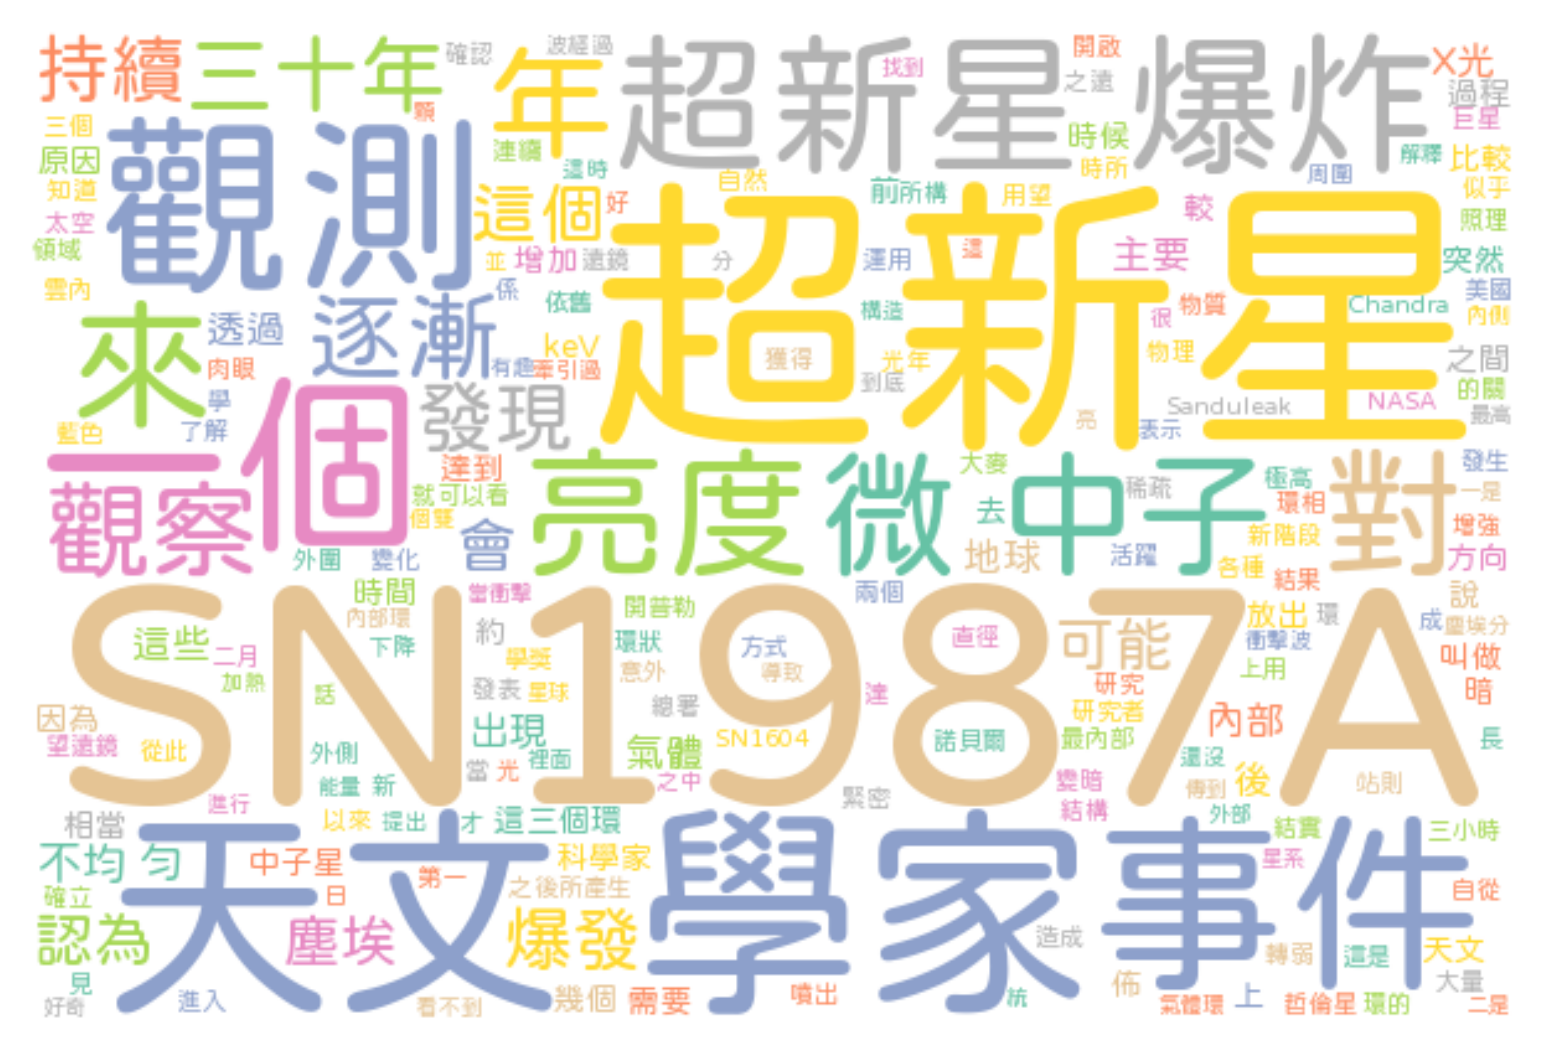 持續 三十年 確認 波經過 年 超新星爆炸 找到 開啟 之遠 X光 過程 巨星
三個 顆 連續 這時 時候 時所 解釋 比較
原因 觀測 自然 前所構 用望 周圍 似乎
知道 這個 好 超新星 較 照理
太空 並 增加 遠鏡 分 運用 這 主要 突然
領域 係 依舊 構造 很 物質 Chandra 美國
雲內 逐漸 內側
來 透過 keV 獲得 光年 物理 之間
肉眼 有趣 牽引過 到底 的關
學 發現 Sanduleak NASA 最高
藍色 了解 亮 表示
一個 達到 亮度 微中子 大麥 稀疏 極高 對 發生
觀察 就可以看 去 環相 一是
個雙 會 地球 活躍 新階段 增強
外圍 變化 各種 方向
SN1987A 時間 當衝擊 兩個 結果 說
內部環 開普勒 放出 環 成 塵埃分
這些 下降 約 環狀 方式 直徑 可能 衝擊波 叫做
二月 學獎 意外 導致 上用
加熱 話 發表 星球 達 研究 暗
因為 總署 研究者 內部
望遠鏡 從此 外側 出現 氣體 SN1604 諾貝爾 最內部 長
裡面 還沒
能量 新 當 光 之中 變暗 傳到 後 站則
進行 緊密 結構 外部
相當 以來 提出 才 這三個環 結實 三小時
不均 勻 天文學家 事件 中子星 科學家 星系
確立 日 第一 之後所產生 自從
認為 塵埃 爆發 造成 轉弱 這是 天文
見 佈 大量
好奇 進入 看不到 幾個 需要 噴出 統 氣體環 上 哲倫星 環的 二是